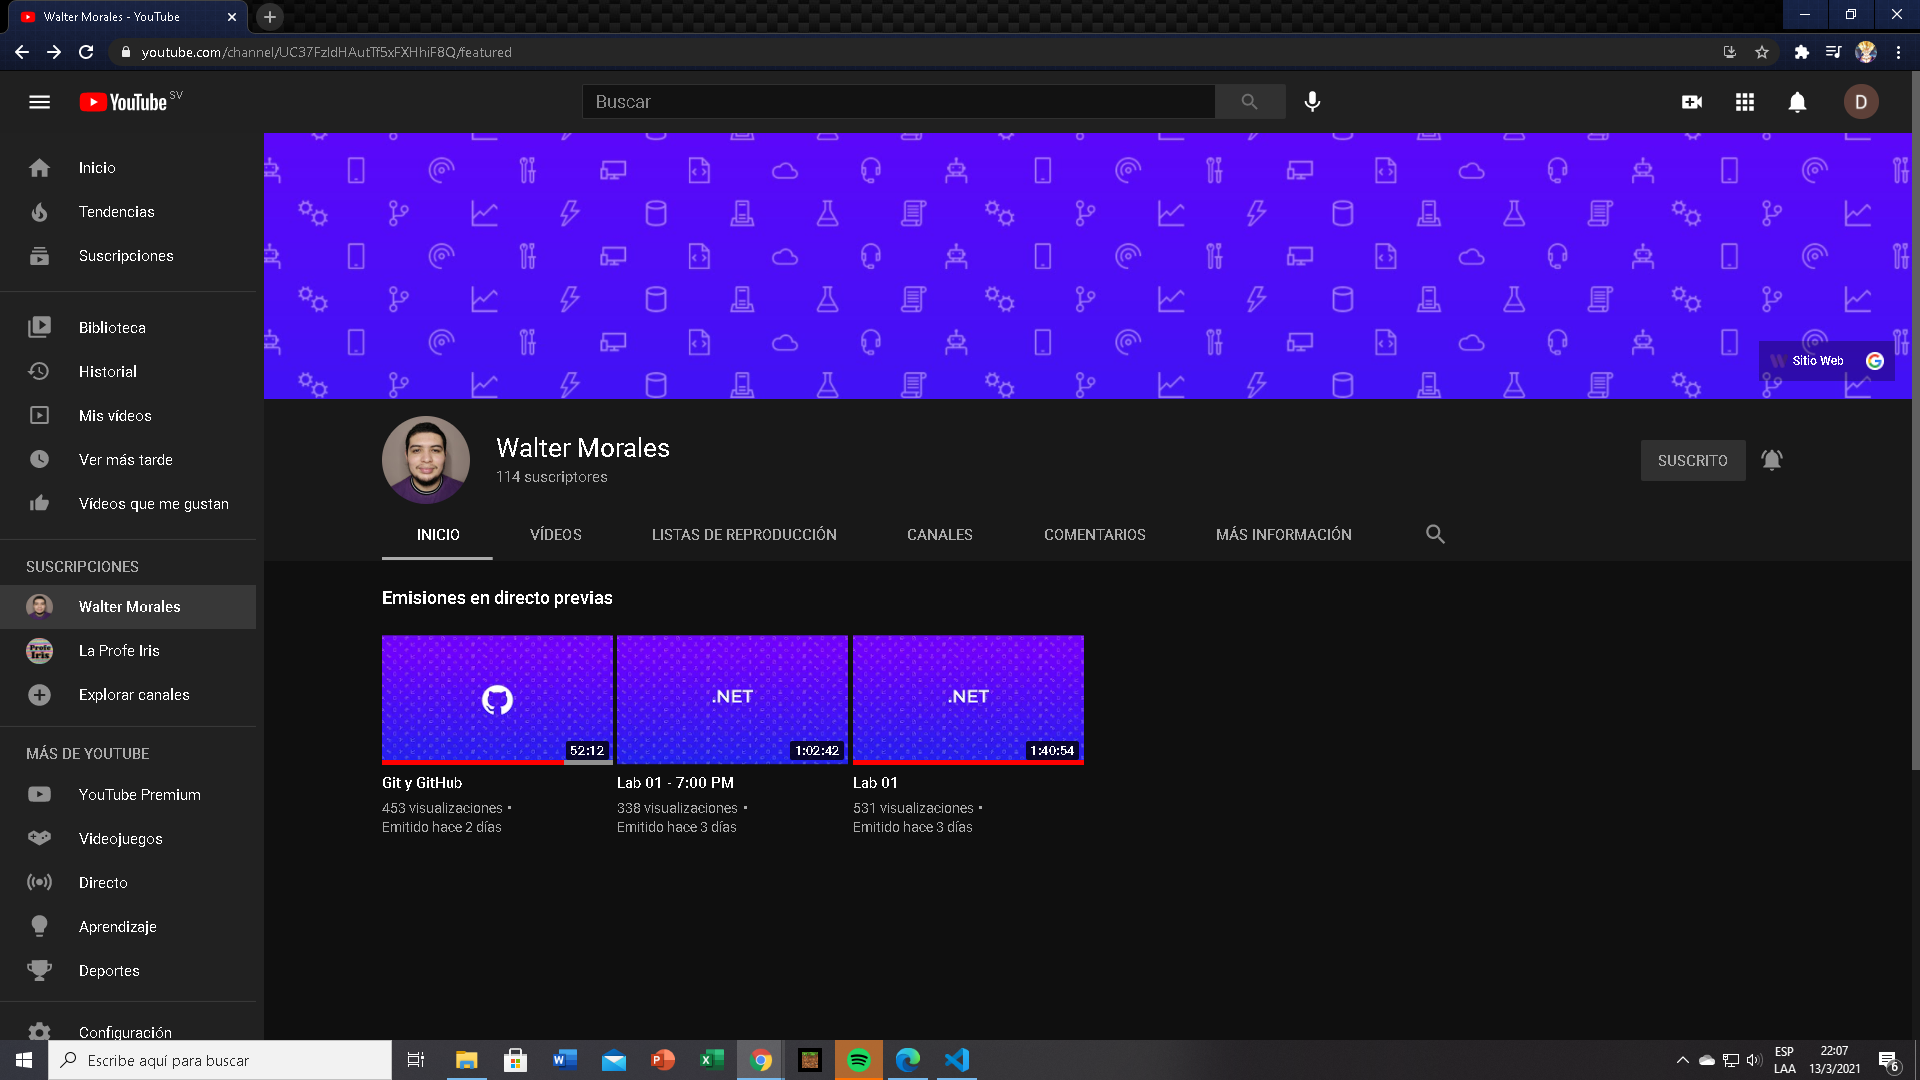 Walter Morales - YouTube
youtube.com/channel/UC37FzldHAutTf5xFXHhiF8Q/featured
YouTube SV
Buscar
D
Inicio
Tendencias
Suscripciones
Biblioteca
Historial
Mis vídeos
Ver más tarde
Vídeos que me gustan
SUSCRIPCIONES
Walter Morales
Profe Iris
La Profe Iris
Explorar canales
MÁS DE YOUTUBE
YouTube Premium
Videojuegos
Directo
Aprendizaje
Deportes
Configuración
Sitio Web
Walter Morales
114 suscriptores
SUSCRITO
INICIO
VÍDEOS
LISTAS DE REPRODUCCIÓN
CANALES
COMENTARIOS
MÁS INFORMACIÓN
Emisiones en directo previas
52:12
Git y GitHub
453 visualizaciones •
Emitido hace 2 días
.NET
1:02:42
Lab 01 - 7:00 PM
338 visualizaciones •
Emitido hace 3 días
.NET
1:40:54
Lab 01
531 visualizaciones •
Emitido hace 3 días
Escribe aquí para buscar
ESP
LAA
22:07
13/3/2021
6